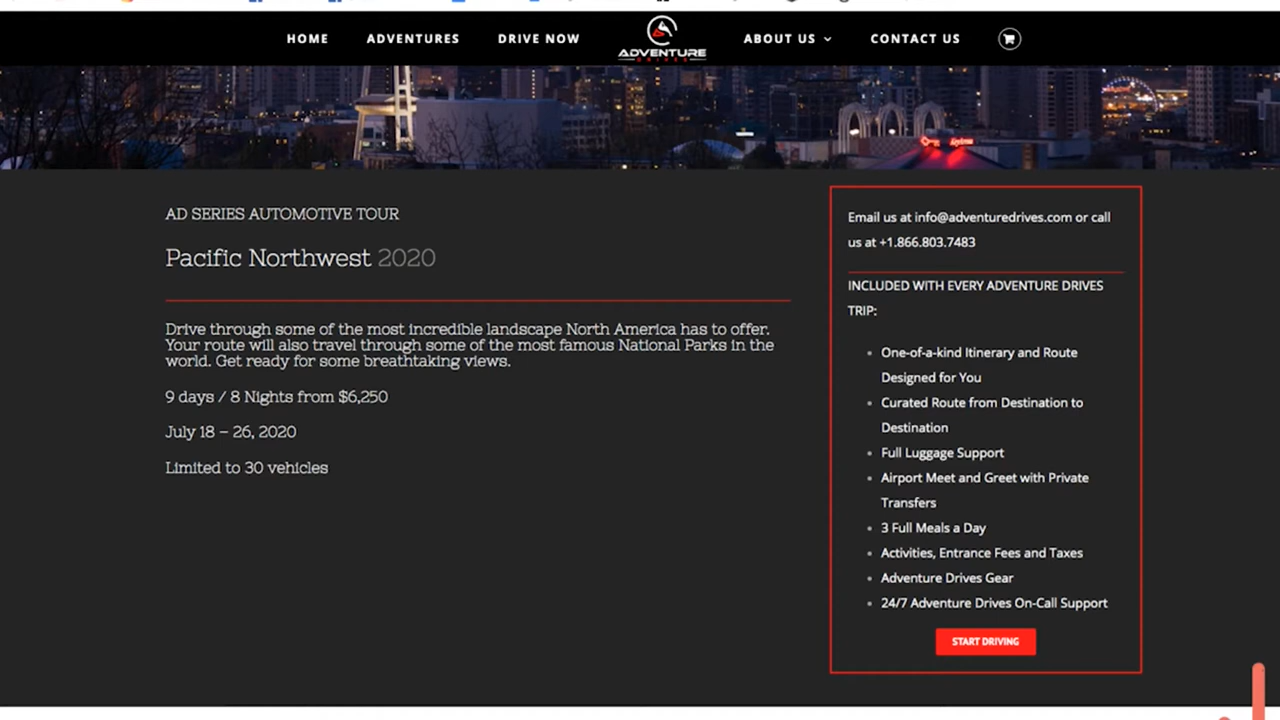 HOME
ADVENTURES
DRIVE NOW
ADVENTURE
DRIVES
ABOUT US
CONTACT US
AD SERIES AUTOMOTIVE TOUR
Pacific Northwest 2020
Drive through some of the most incredible landscape North America has to offer.
Your route will also travel through some of the most famous National Parks in the
world. Get ready for some breathtaking views.
9 days / 8 Nights from $6,250
July 18 – 26, 2020
Limited to 30 vehicles
Email us at info@adventuredrives.com or call
us at +1.866.803.7483
INCLUDED WITH EVERY ADVENTURE DRIVES
TRIP:
One-of-a-kind Itinerary and Route
Designed for You
Curated Route from Destination to
Destination
Full Luggage Support
Airport Meet and Greet with Private
Transfers
3 Full Meals a Day
Activities, Entrance Fees and Taxes
Adventure Drives Gear
24/7 Adventure Drives On-Call Support
START DRIVING